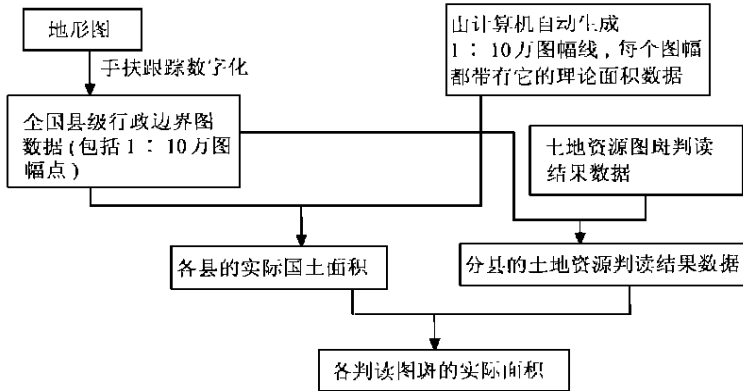 地形图
手扶跟踪数字化
全国县级行政边界图
数据(包括1：10万图
幅点)
由计算机自动生成
1：10万图幅线，每个图幅
都带有它的理论面积数据
土地资源图斑判读
结果数据
各县的实际国土面积
分县的土地资源判读结果数据
各判读图斑的实际面积